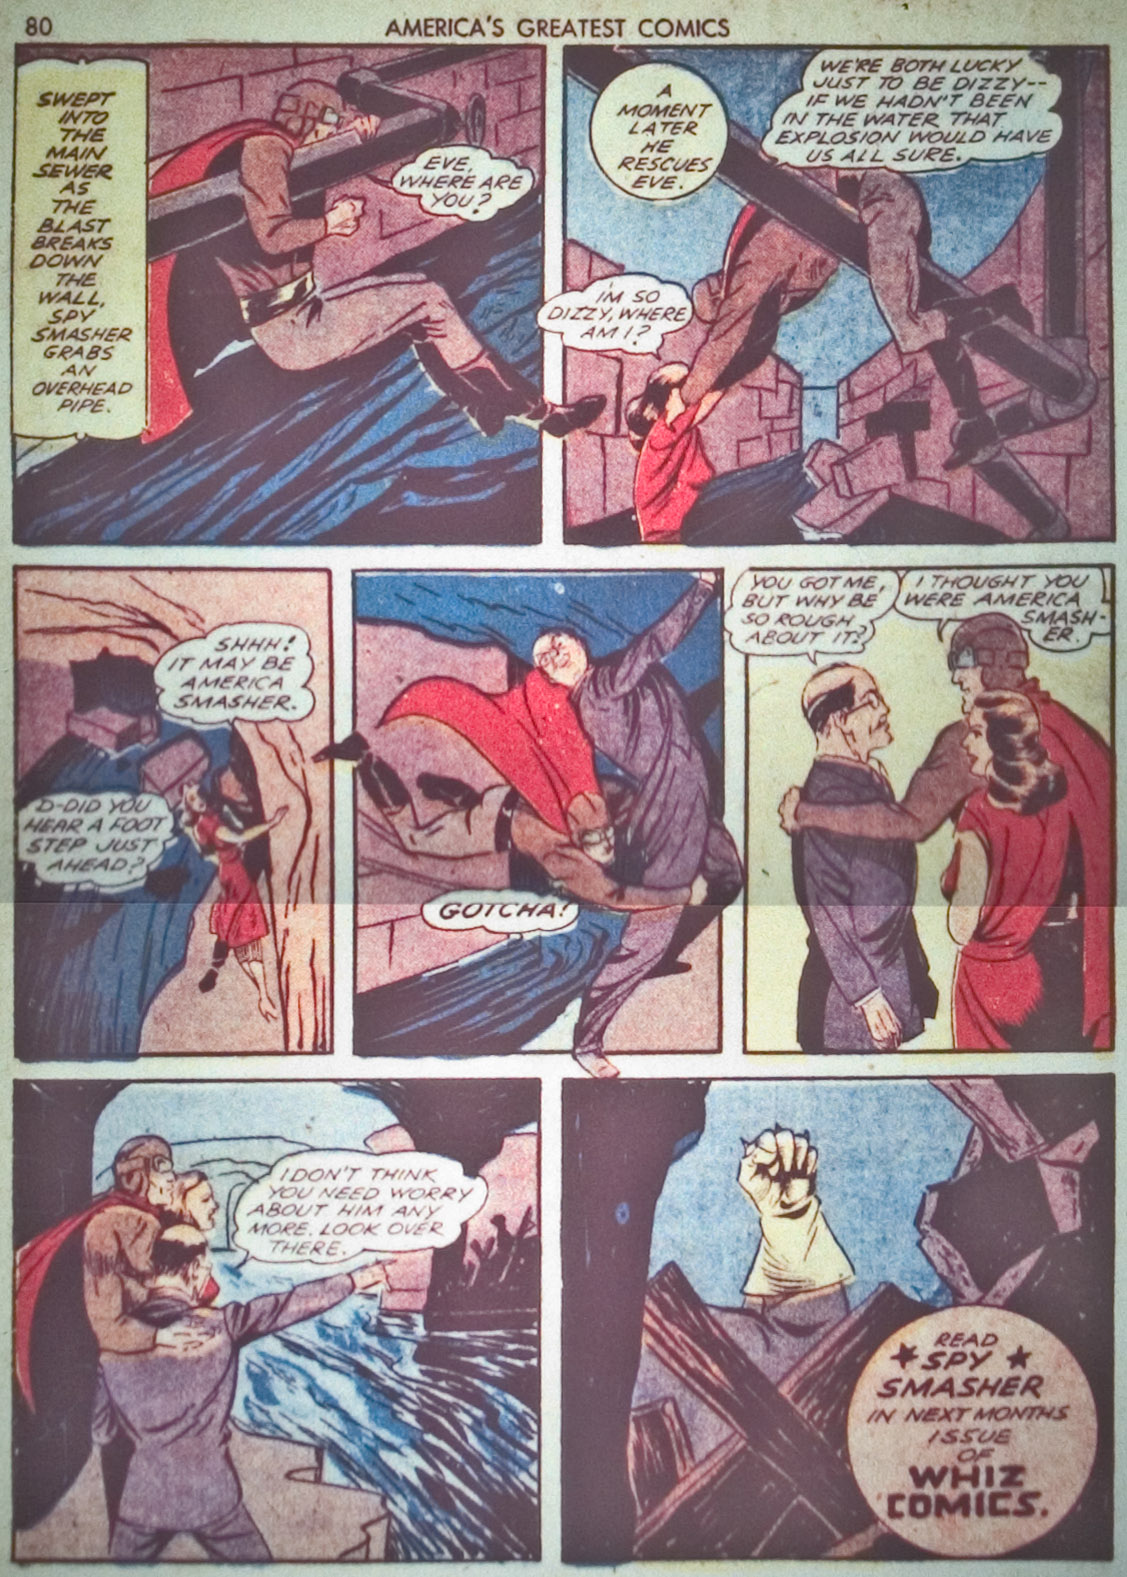 80
AMERICA'S GREATEST COMICS
SWEPT
INTO
THE
MAIN
SEWER
AS
THE
BLAST
BREAKS
DOWN
THE
WALL,
SPY
SMASHER
GRABS
AN
OVERHEAD
PIPE.
EVE,
WHERE ARE
YOU?
A
MOMENT
LATER
HE
RESCUES
EVE.
WE'RE BOTH LUCKY
JUST TO BE DIZZY--
IF WE HADN'T BEEN
IN THE WATER THAT
EXPLOSION WOULD HAVE
US ALL SURE.
I'M SO
DIZZY, WHERE
AM I?
SHHH!
IT MAY BE
AMERICA
SMASHER.
D-DID YOU
HEAR A FOOT
STEP JUST
AHEAD?
GOTCHA!
YOU GOT ME,
BUT WHY BE
SO ROUGH
ABOUT IT?
I THOUGHT YOU
WERE AMERICA
SMASH-
ER.
I DON'T THINK
YOU NEED WORRY
ABOUT HIM ANY
MORE. LOOK OVER
THERE.
READ
SPY
SMASHER
IN NEXT MONTHS
ISSUE
OF
WHIZ
COMICS.